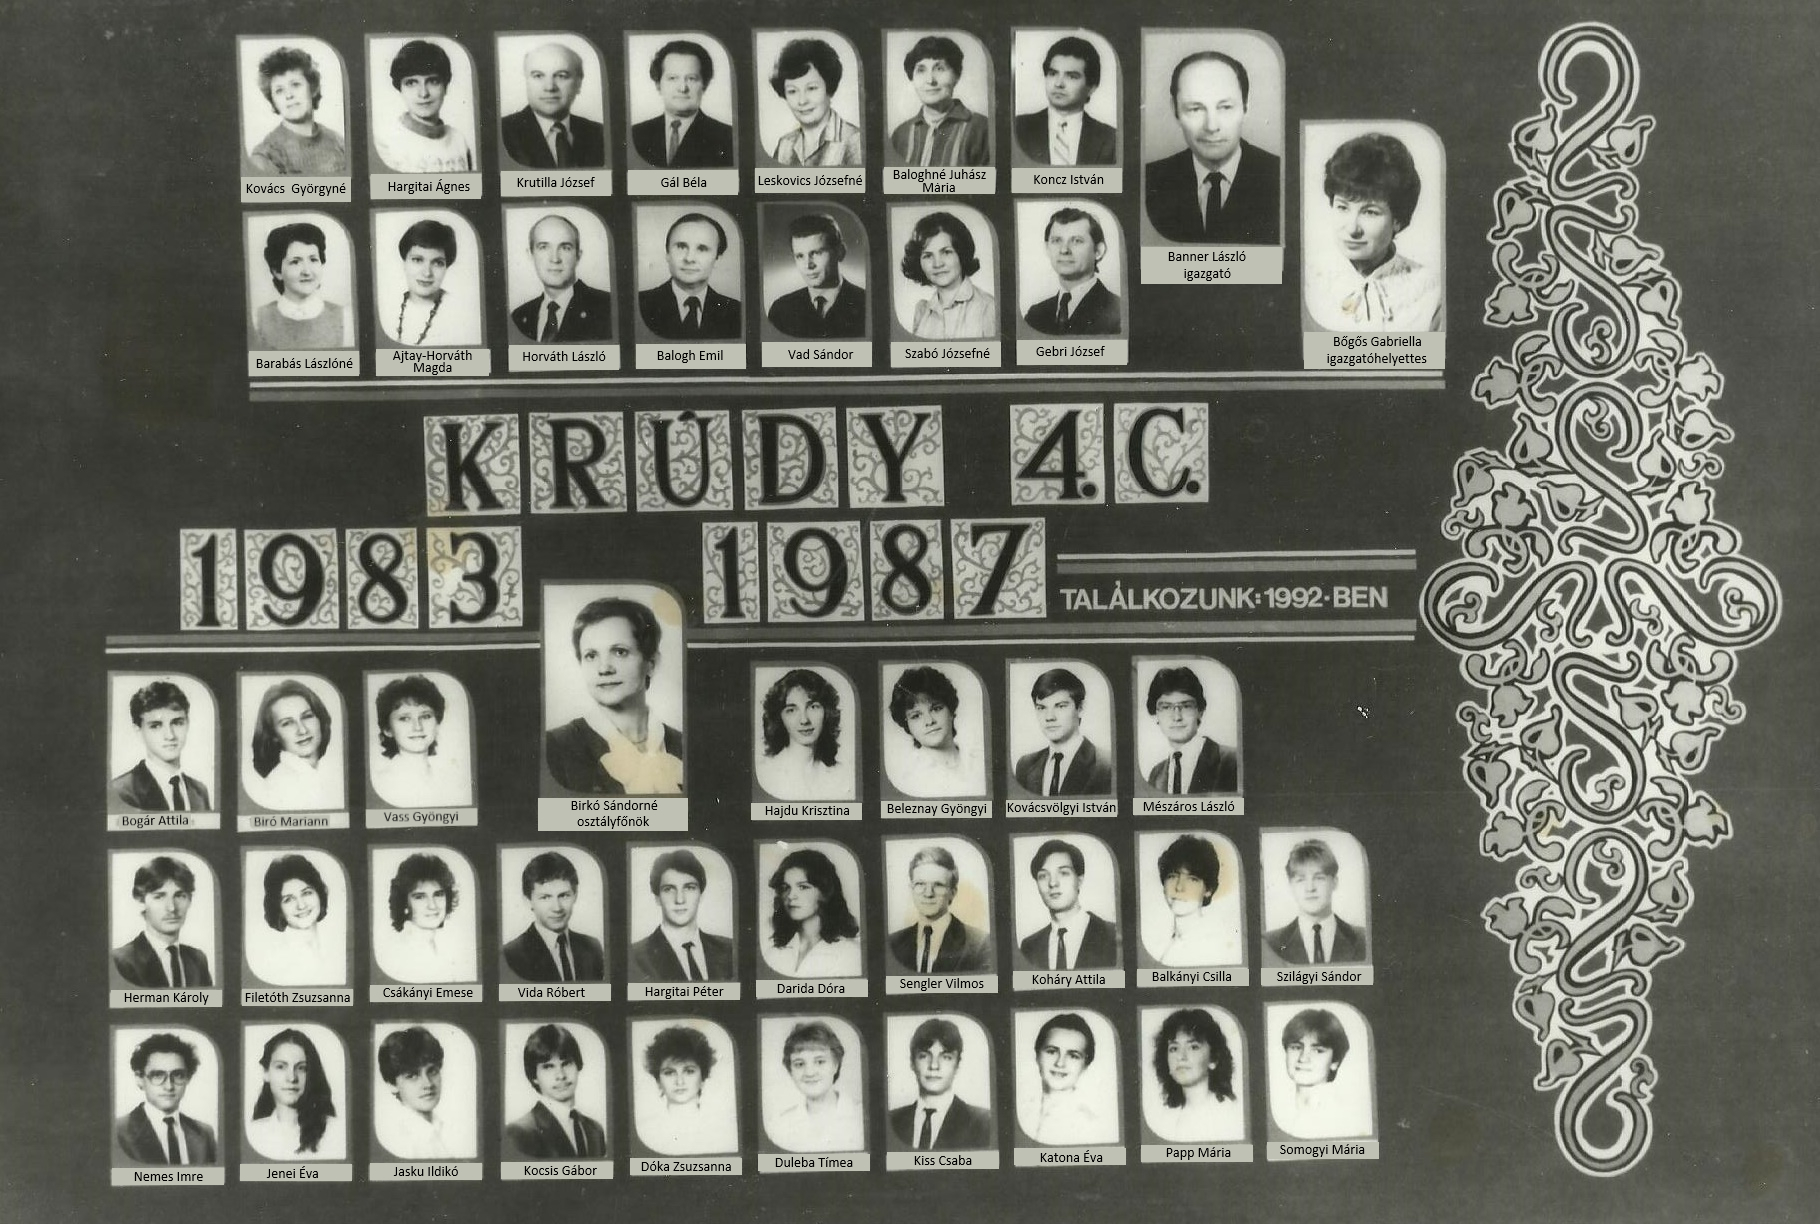 Kovács Györgyné
Hargitai Ágnes
Krutilla József
Gál Béla
Leskovics Józsefné
Baloghné Juhász
Mária
Koncz István
Banner László
igazgató
Bőgős Gabriella
igazgatóhelyettes
Barabás Lászlóné
Ajtay-Horváth
Magda
Horváth László
Balogh Emil
Vad Sándor
Szabó Józsefné
Gebri József
KRÚDY 4.C.
1983 1987
TALÁLKOZUNK:1992-BEN
Bogár Attila
Biró Mariann
Vass Gyöngyi
Birkó Sándorné
osztályfőnök
Hajdu Krisztina
Beleznay Gyöngyi
Kovácsvölgyi István
Mészáros László
Herman Károly
Filetóth Zsuzsanna
Csákányi Emese
Vida Róbert
Hargitai Péter
Darida Dóra
Sengler Vilmos
Koháry Attila
Balkányi Csilla
Szilágyi Sándor
Nemes Imre
Jenei Éva
Jasku Ildikó
Kocsis Gábor
Dóka Zsuzsanna
Duleba Tímea
Kiss Csaba
Katona Éva
Papp Mária
Somogyi Mária